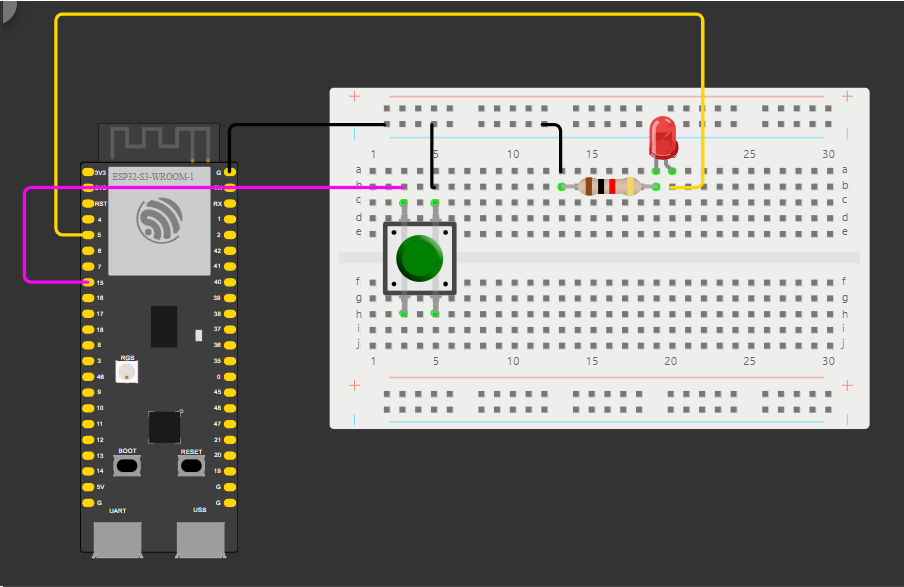 ESP32-S3-WROOM-1
3V3 G
RST RX
4 1
5 2
6 42
7 41
15 40
16 39
17 38
18 37
8 36
RGB
3 35
46 0
9 45
10 48
11 47
12 21
BOOT RESET
13 20
14 19
5V G
G G
UART USB
+ +
1 5 10 15 20 25 30
a a
b
c c
d d
e e
f f
g g
h h
i i
j j
1 5 10 15 20 25 30
+ +